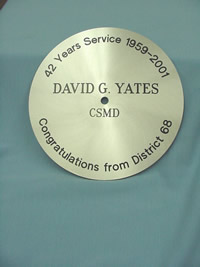 42 Years Service 1959-2001
DAVID G. YATES
CSMD
Congratulations from District 68